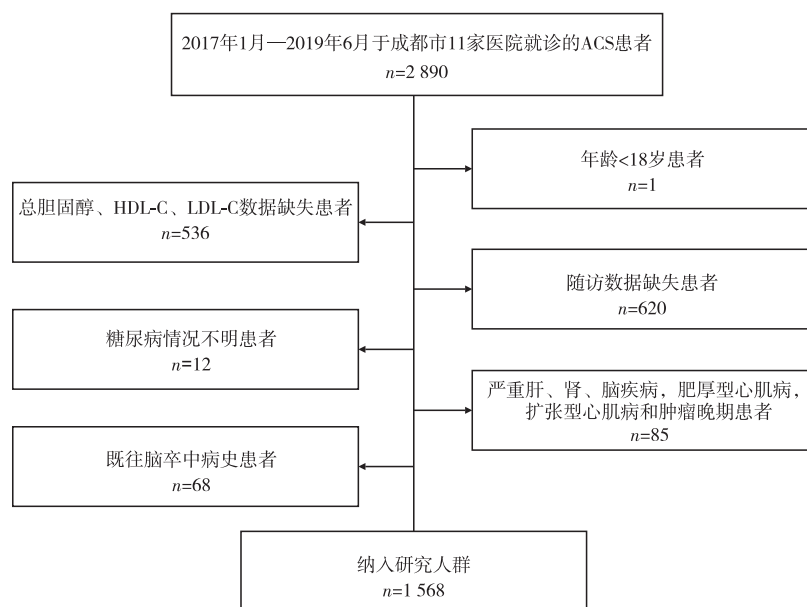 2017年1月—2019年6月于成都市11家医院就诊的ACS患者
n=2 890
年龄<18岁患者
n=1
总胆固醇、HDL-C、LDL-C数据缺失患者
n=536
随访数据缺失患者
n=620
糖尿病情况不明患者
n=12
严重肝、肾、脑疾病，肥厚型心肌病，
扩张型心肌病和肿瘤晚期患者
n=85
既往脑卒中病史患者
n=68
纳入研究人群
n=1 568